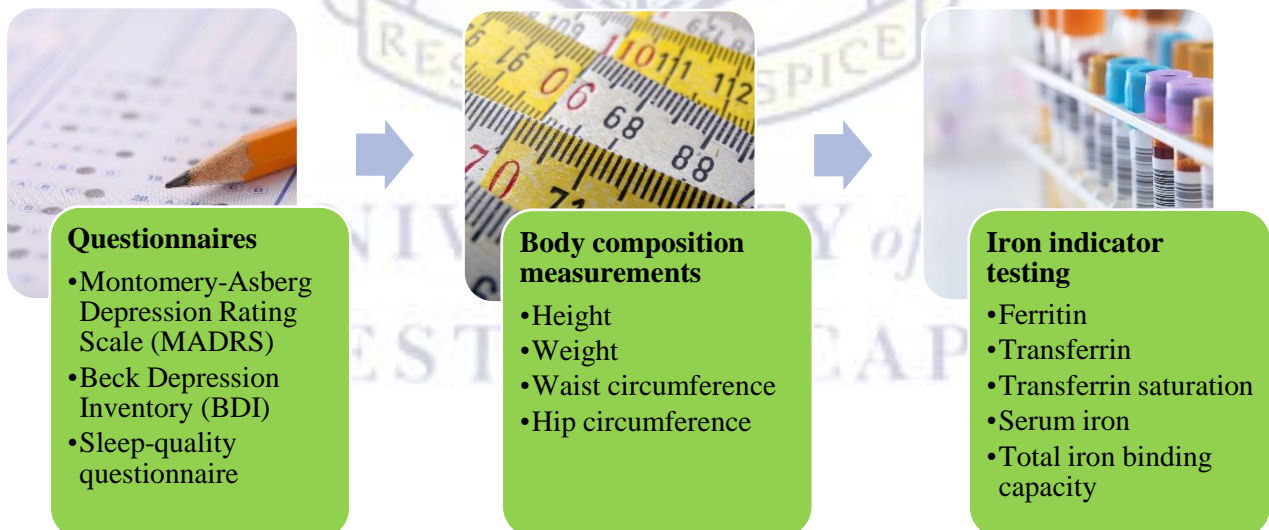 Questionnaires
•Montomery-Asberg
Depression Rating
Scale (MADRS)
•Beck Depression
Inventory (BDI)
•Sleep-quality
questionnaire
Body composition
measurements
•Height
•Weight
•Waist circumference
•Hip circumference
Iron indicator
testing
•Ferritin
•Transferrin
•Transferrin saturation
•Serum iron
•Total iron binding
capacity